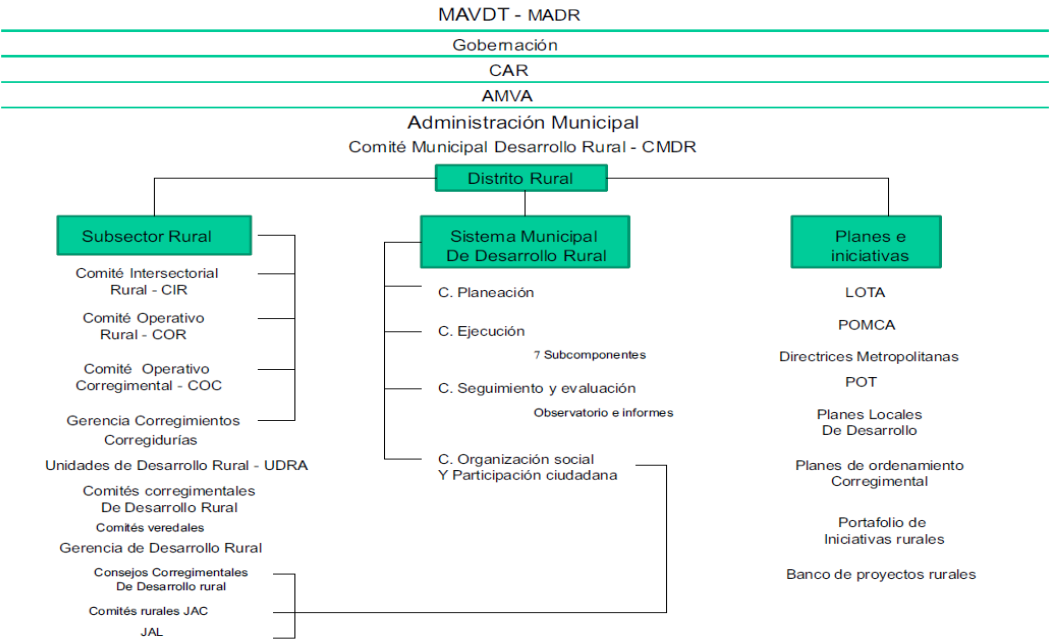 MAVDT - MADR
Gobernación
CAR
AMVA
Administración Municipal
Comité Municipal Desarrollo Rural - CMDR
Distrito Rural
Subsector Rural
Comité Intersectorial
Rural - CIR
Comité Operativo
Rural - COR
Comité Operativo
Corregimental - COC
Gerencia Corregimientos
Corregidurías
Unidades de Desarrollo Rural - UDRA
Comités corregimentales
De Desarrollo Rural
Comités veredales
Gerencia de Desarrollo Rural
Consejos Corregimentales
De Desarrollo rural
Comités rurales JAC
JAL
Sistema Municipal
De Desarrollo Rural
C. Planeación
C. Ejecución
7 Subcomponentes
C. Seguimiento y evaluación
Observatorio e informes
C. Organización social
Y Participación ciudadana
Planes e
iniciativas
LOTA
POMCA
Directrices Metropolitanas
POT
Planes Locales
De Desarrollo
Planes de ordenamiento
Corregimental
Portafolio de
Iniciativas rurales
Banco de proyectos rurales